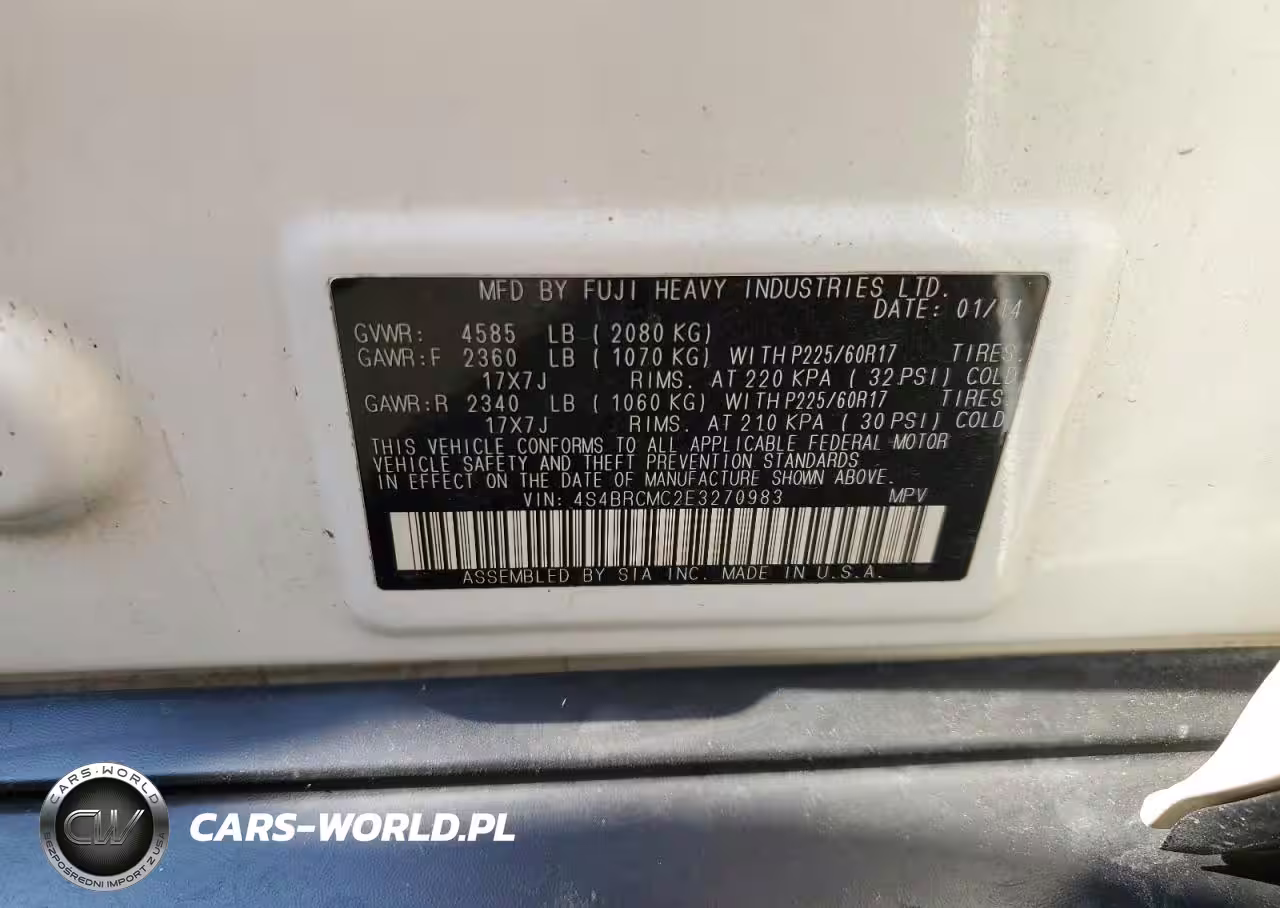 MFD BY FUJI HEAVY INDUSTRIES LTD.
DATE: 01/14
GVWR: 4585 LB ( 2080 KG)
GAWR:F 2360 LB ( 1070 KG) WITH P225/60R17 TIRES.
17X7J RIMS. AT 220 KPA ( 32 PSI) COLD
GAWR:R 2340 LB ( 1060 KG) WITH P225/60R17 TIRES
17X7J RIMS. AT 210 KPA ( 30 PSI) COLD
THIS VEHICLE CONFORMS TO ALL APPLICABLE FEDERAL MOTOR
VEHICLE SAFETY AND THEFT PREVENTION STANDARDS
IN EFFECT ON THE DATE OF MANUFACTURE SHOWN ABOVE.
VIN: 4S4BRCMC2E3270983 MPV
ASSEMBLED BY SIA INC. MADE IN U.S.A.
CARS-WORLD
CW
BEZPOŚREDNI IMPORT Z USA
CARS-WORLD.PL